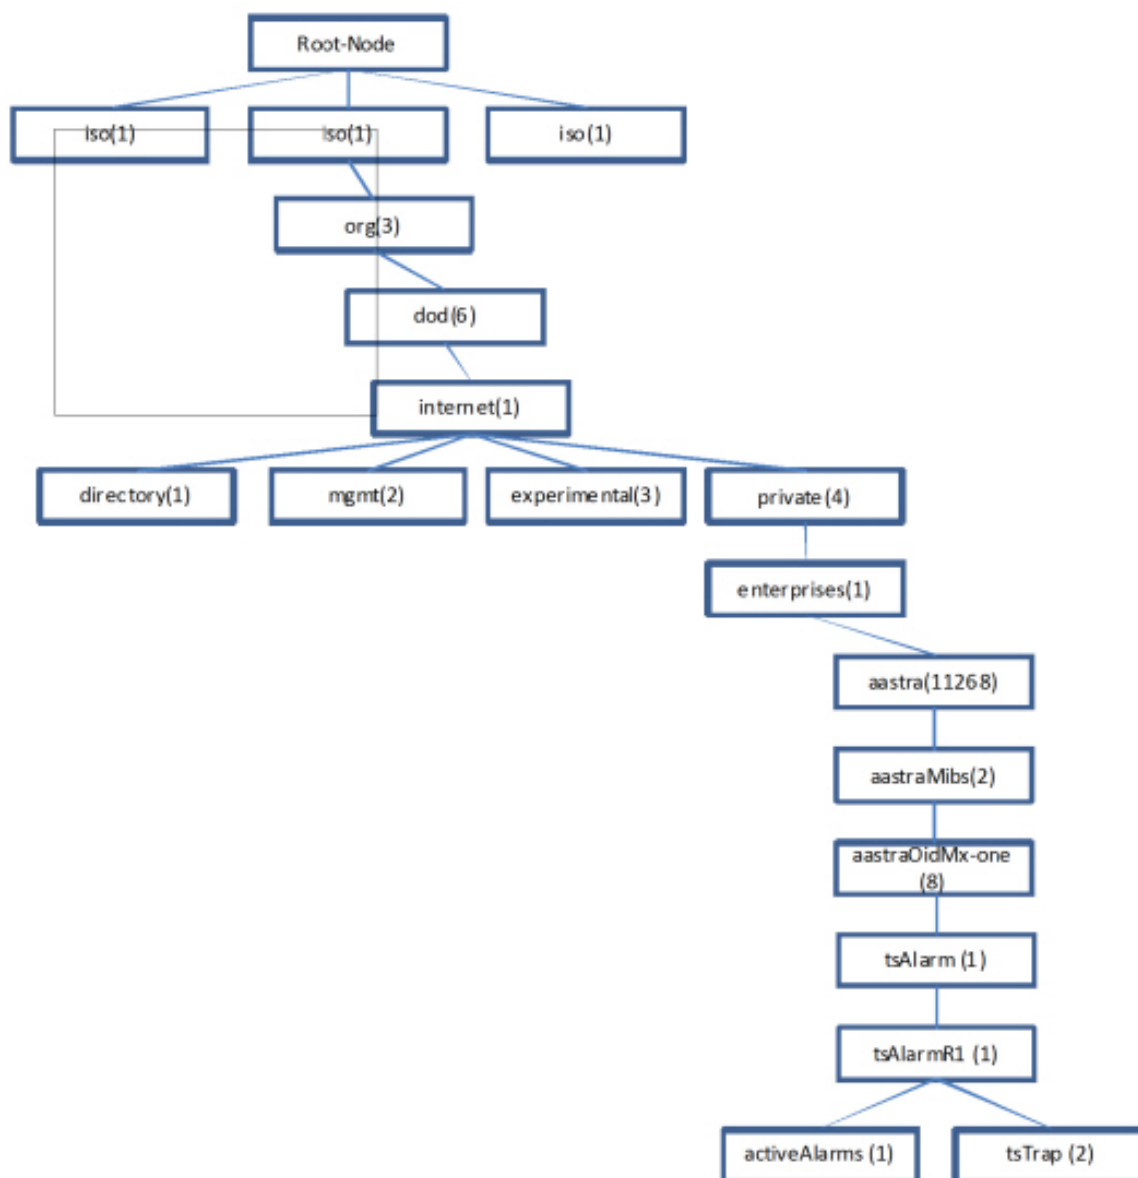 Root-Node
iso(1)
iso(1)
iso(1)
org(3)
dod(6)
internet(1)
directory(1)
mgmt(2)
experimental(3)
private(4)
enterprises(1)
aastra(11268)
aastraMibs(2)
aastraOidMx-one
(8)
tsAlarm (1)
tsAlarmR1 (1)
activeAlarms (1)
tsTrap (2)